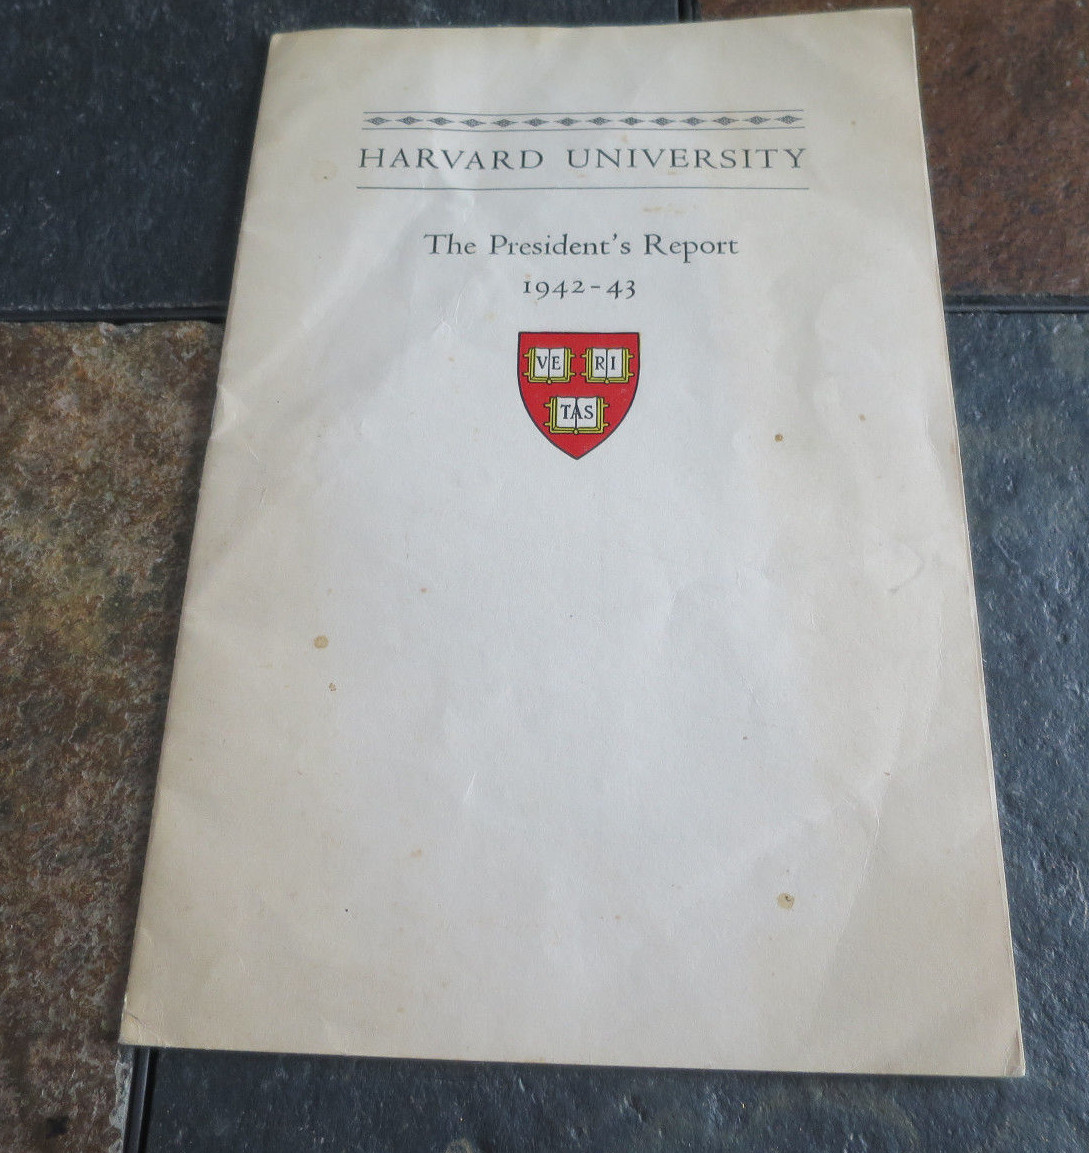 HARVARD UNIVERSITY
The President's Report
1942-43
VE RI
TAS